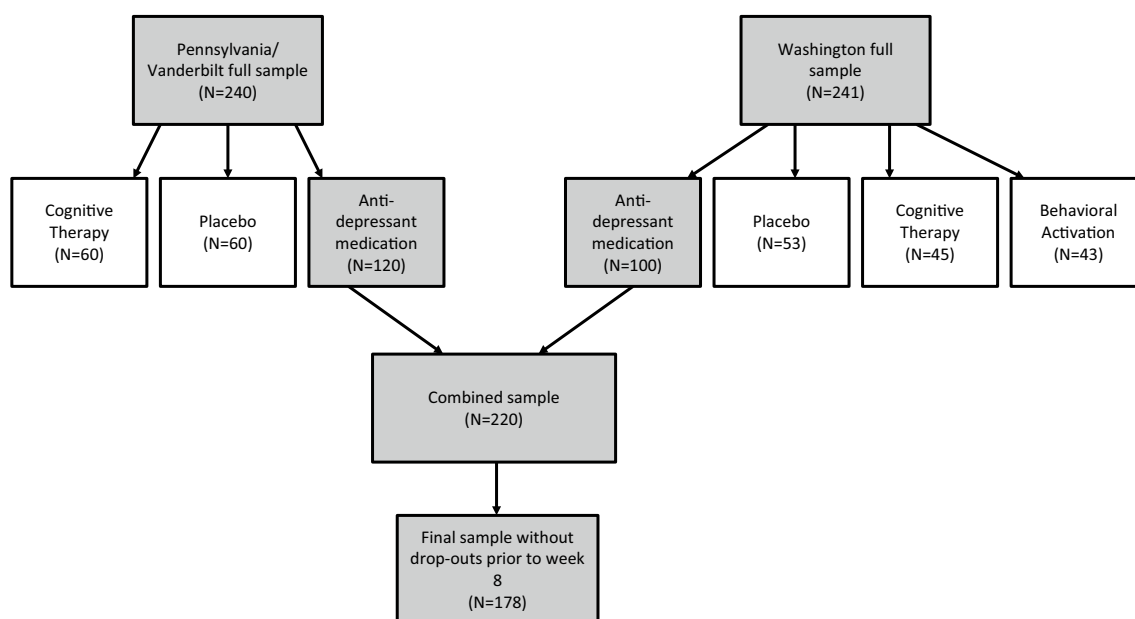 Pennsylvania/
Vanderbilt full sample
(N=240)
Washington full
sample
(N=241)
Cognitive
Therapy
(N=60)
Placebo
(N=60)
Anti-
depressant
medication
(N=120)
Anti-
depressant
medication
(N=100)
Placebo
(N=53)
Cognitive
Therapy
(N=45)
Behavioral
Activation
(N=43)
Combined sample
(N=220)
Final sample without
drop-outs prior to week
8
(N=178)